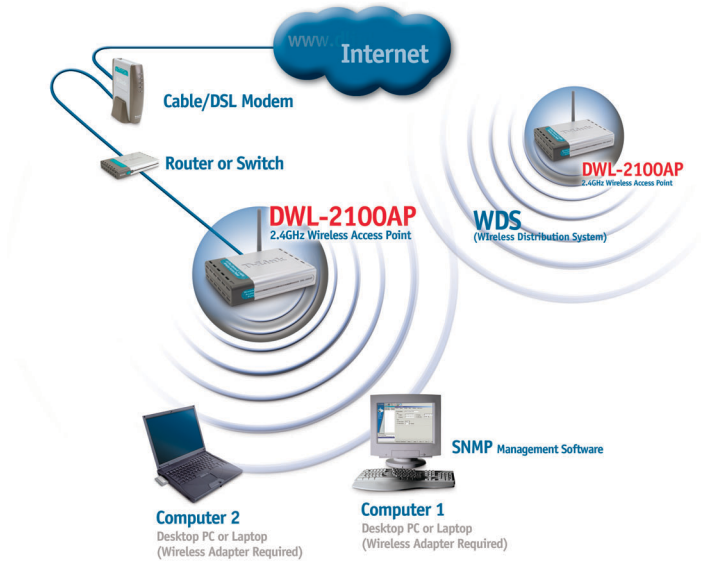 www.
Internet
Cable/DSL Modem
Router or Switch
DWL-2100AP
2.4GHz Wireless Access Point
DWL-2100AP
2.4GHz Wireless Access Point
WDS
(WIreless Distribution System)
D-Link
SNMP Management Software
Computer 2
Desktop PC or Laptop
(Wireless Adapter Required)
Computer 1
Desktop PC or Laptop
(Wireless Adapter Required)